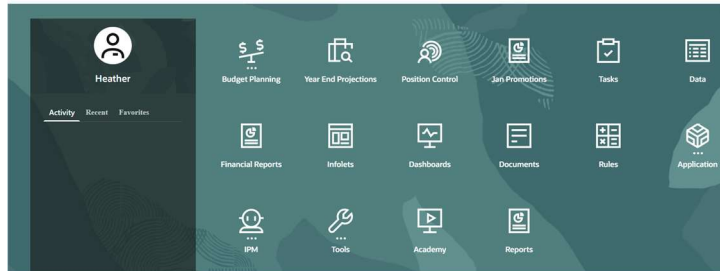 Heather
Activity Recent Favorites
Budget Planning Year End Projections Position Control Jan Promotions Tasks Data
Financial Reports Infolets Dashboards Documents Rules Application
IPM Tools Academy Reports